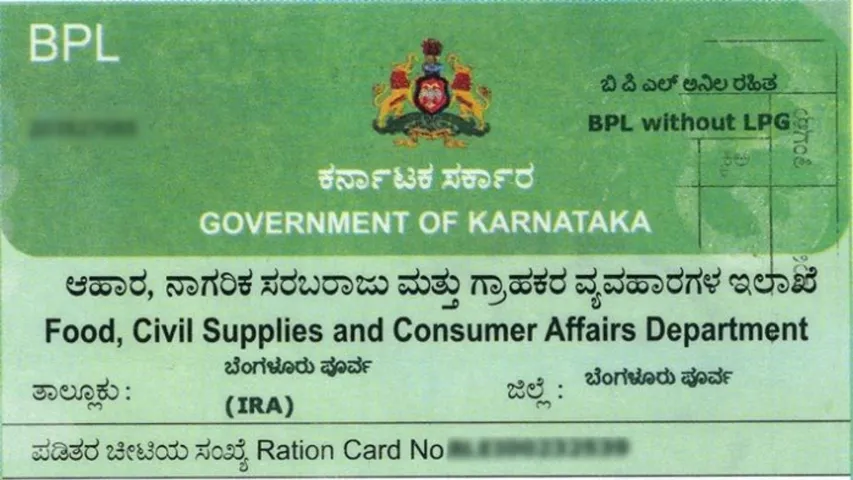 BPL
ಬಿ ಪಿ ಎಲ್ ಅನಿಲ ರಹಿತ
BPL without LPG
ಕರ್ನಾಟಕ ಸರ್ಕಾರ
GOVERNMENT OF KARNATAKA
ಆಹಾರ, ನಾಗರಿಕ ಸರಬರಾಜು ಮತ್ತು ಗ್ರಾಹಕರ ವ್ಯವಹಾರಗಳ ಇಲಾಖೆ
Food, Civil Supplies and Consumer Affairs Department
ತಾಲ್ಲೂಕು: ಬೆಂಗಳೂರು ಪೂರ್ವ (IRA) ಜಿಲ್ಲೆ: ಬೆಂಗಳೂರು ಪೂರ್ವ
ಪಡಿತರ ಚೀಟಿಯ ಸಂಖ್ಯೆ Ration Card No